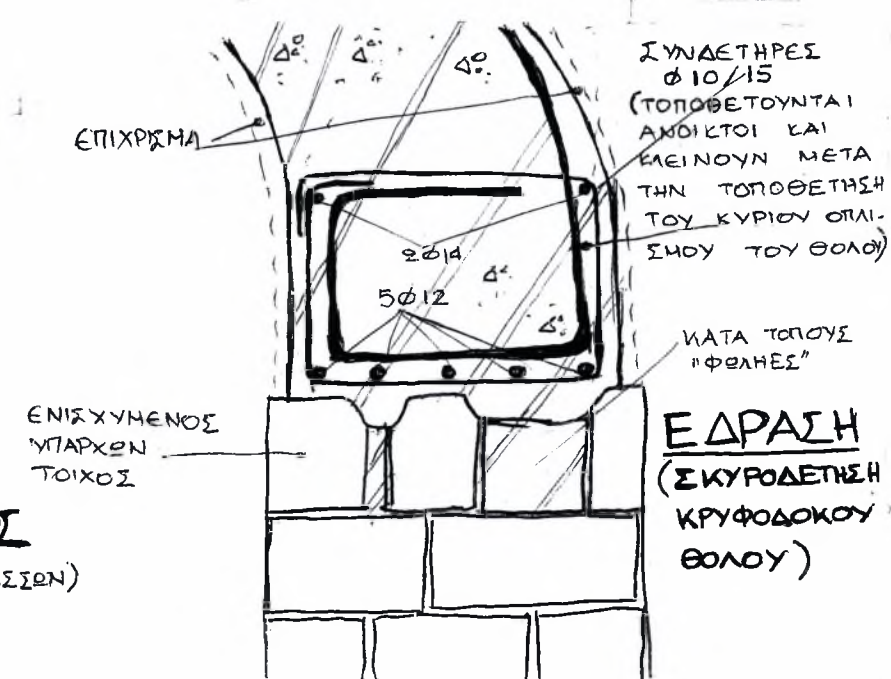 ΣΥΝΔΕΤΗΡΕΣ
Φ10/15
(ΤΟΠΟΘΕΤΟΥΝΤΑΙ
ΑΝΟΙΚΤΟΙ ΚΑΙ
ΚΛΕΙΝΟΥΝ ΜΕΤΑ
ΤΗΝ ΤΟΠΟΘΕΤΗΣΗ
ΤΟΥ ΚΥΡΙΟΥ ΟΠΛΙ-
ΣΜΟΥ ΤΟΥ ΘΟΛΟΥ)
ΕΠΙΧΡΙΣΜΑ
2Φ14
5Φ12
ΚΑΤΑ ΤΟΠΟΥΣ
"ΦΩΛΗΕΣ"
ΕΝΙΣΧΥΜΕΝΟΣ
ΥΠΑΡΧΩΝ
ΤΟΙΧΟΣ
ΕΔΡΑΣΗ
(ΣΚΥΡΟΔΕΤΗΣΗ
ΚΡΥΦΟΔΟΚΟΥ
ΘΟΛΟΥ)